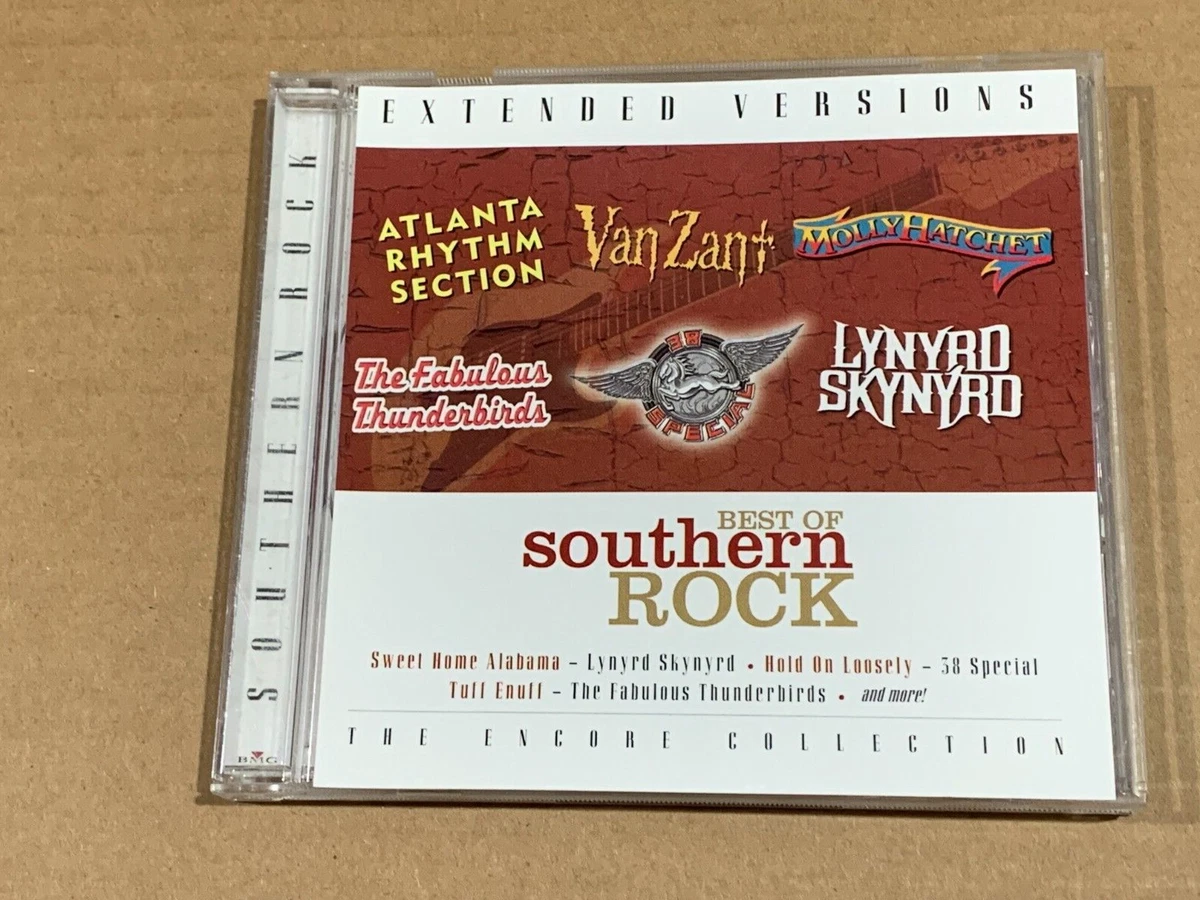 EXTENDED VERSIONS
ATLANTA
RHYTHM
SECTION
Van Zant
MOLLY HATCHET
The Fabulous
Thunderbirds
38
SPECIAL
LYNYRD
SKYNYRD
BEST OF
southern
ROCK
Sweet Home Alabama – Lynyrd Skynyrd • Hold On Loosely – 38 Special
Tuff Enuff – The Fabulous Thunderbirds • and more!
THE ENCORE COLLECTION
SOUTHERN ROCK
BMG